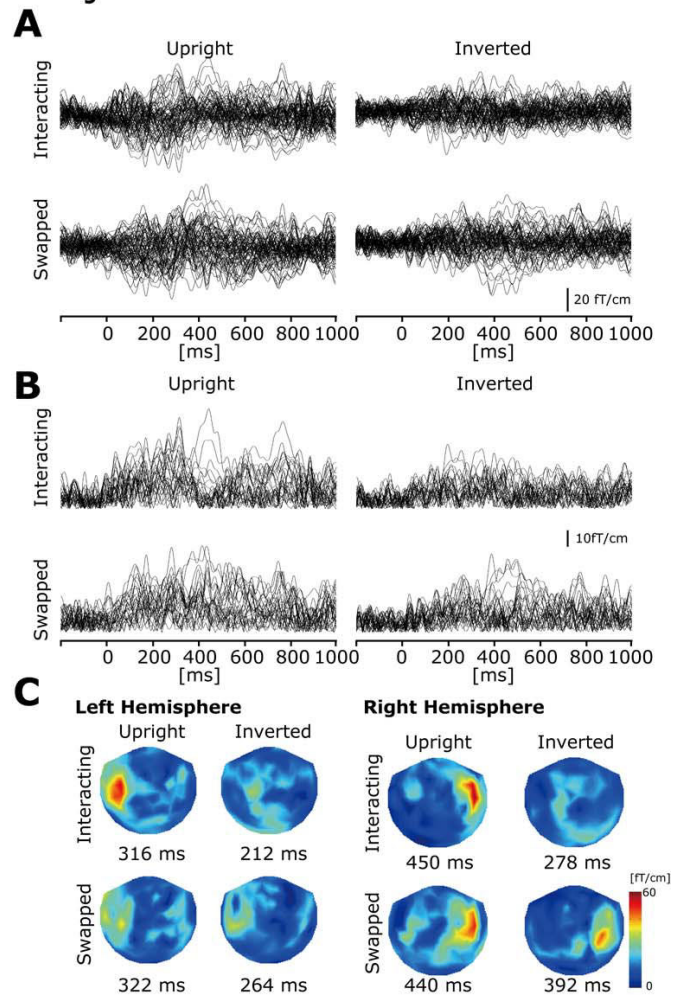 A
Upright Inverted
Interacting
Swapped
20 fT/cm
0 200 400 600 800 1000 0 200 400 600 800 1000
[ms] [ms]
B
Upright Inverted
Interacting
10fT/cm
Swapped
0 200 400 600 800 1000 0 200 400 600 800 1000
[ms] [ms]
C
Left Hemisphere Right Hemisphere
Upright Inverted Upright Inverted
Interacting Interacting
316 ms 212 ms 450 ms 278 ms
[fT/cm]
60
Swapped Swapped
0
322 ms 264 ms 440 ms 392 ms